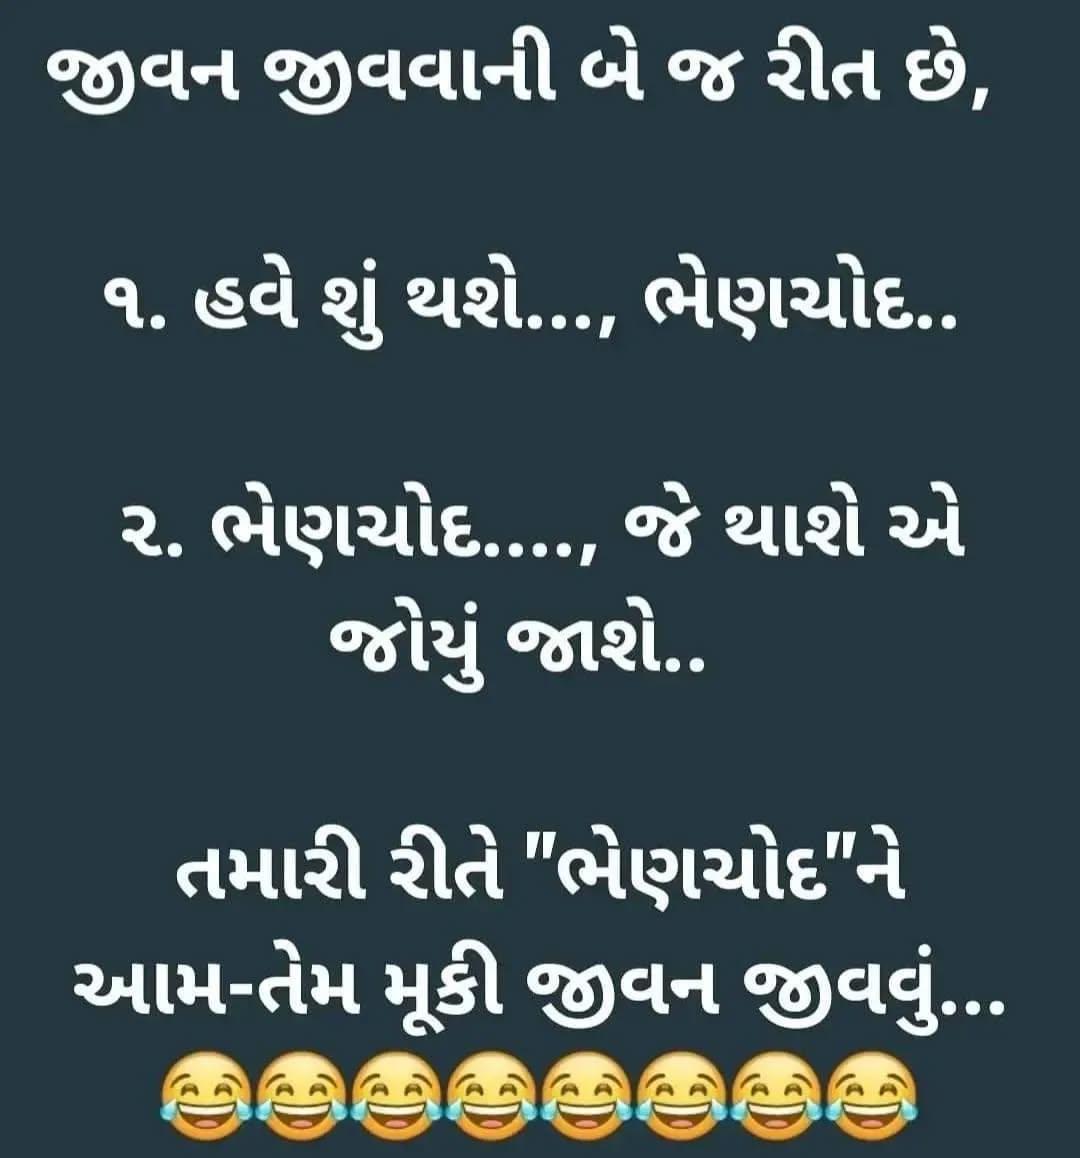 જીવન જીવવાની બે જ રીત છે,
૧. હવે શું થશે..., ભેણચોદ..
૨. ભેણચોદ...., જે થાશે એ
જોયું જાશે..
તમારી રીતે "ભેણચોદ"ને
આમ-તેમ મૂકી જીવન જીવવું...
😂😂😂😂😂😂😂😂